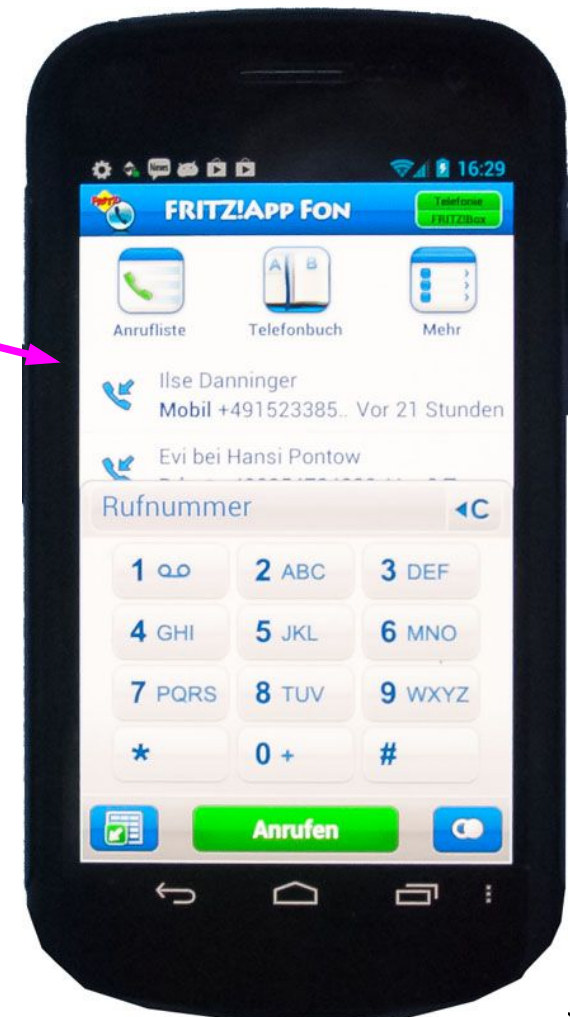 News
16:29
FRITZ! FRITZ!APP FON
Telefonie
FRITZ!Box
Anrufliste Telefonbuch Mehr
A B
Ilse Danninger
Mobil +491523385.. Vor 21 Stunden
Evi bei Hansi Pontow
Rufnummer C
1 2 ABC 3 DEF
4 GHI 5 JKL 6 MNO
7 PQRS 8 TUV 9 WXYZ
* 0 + #
Anrufen